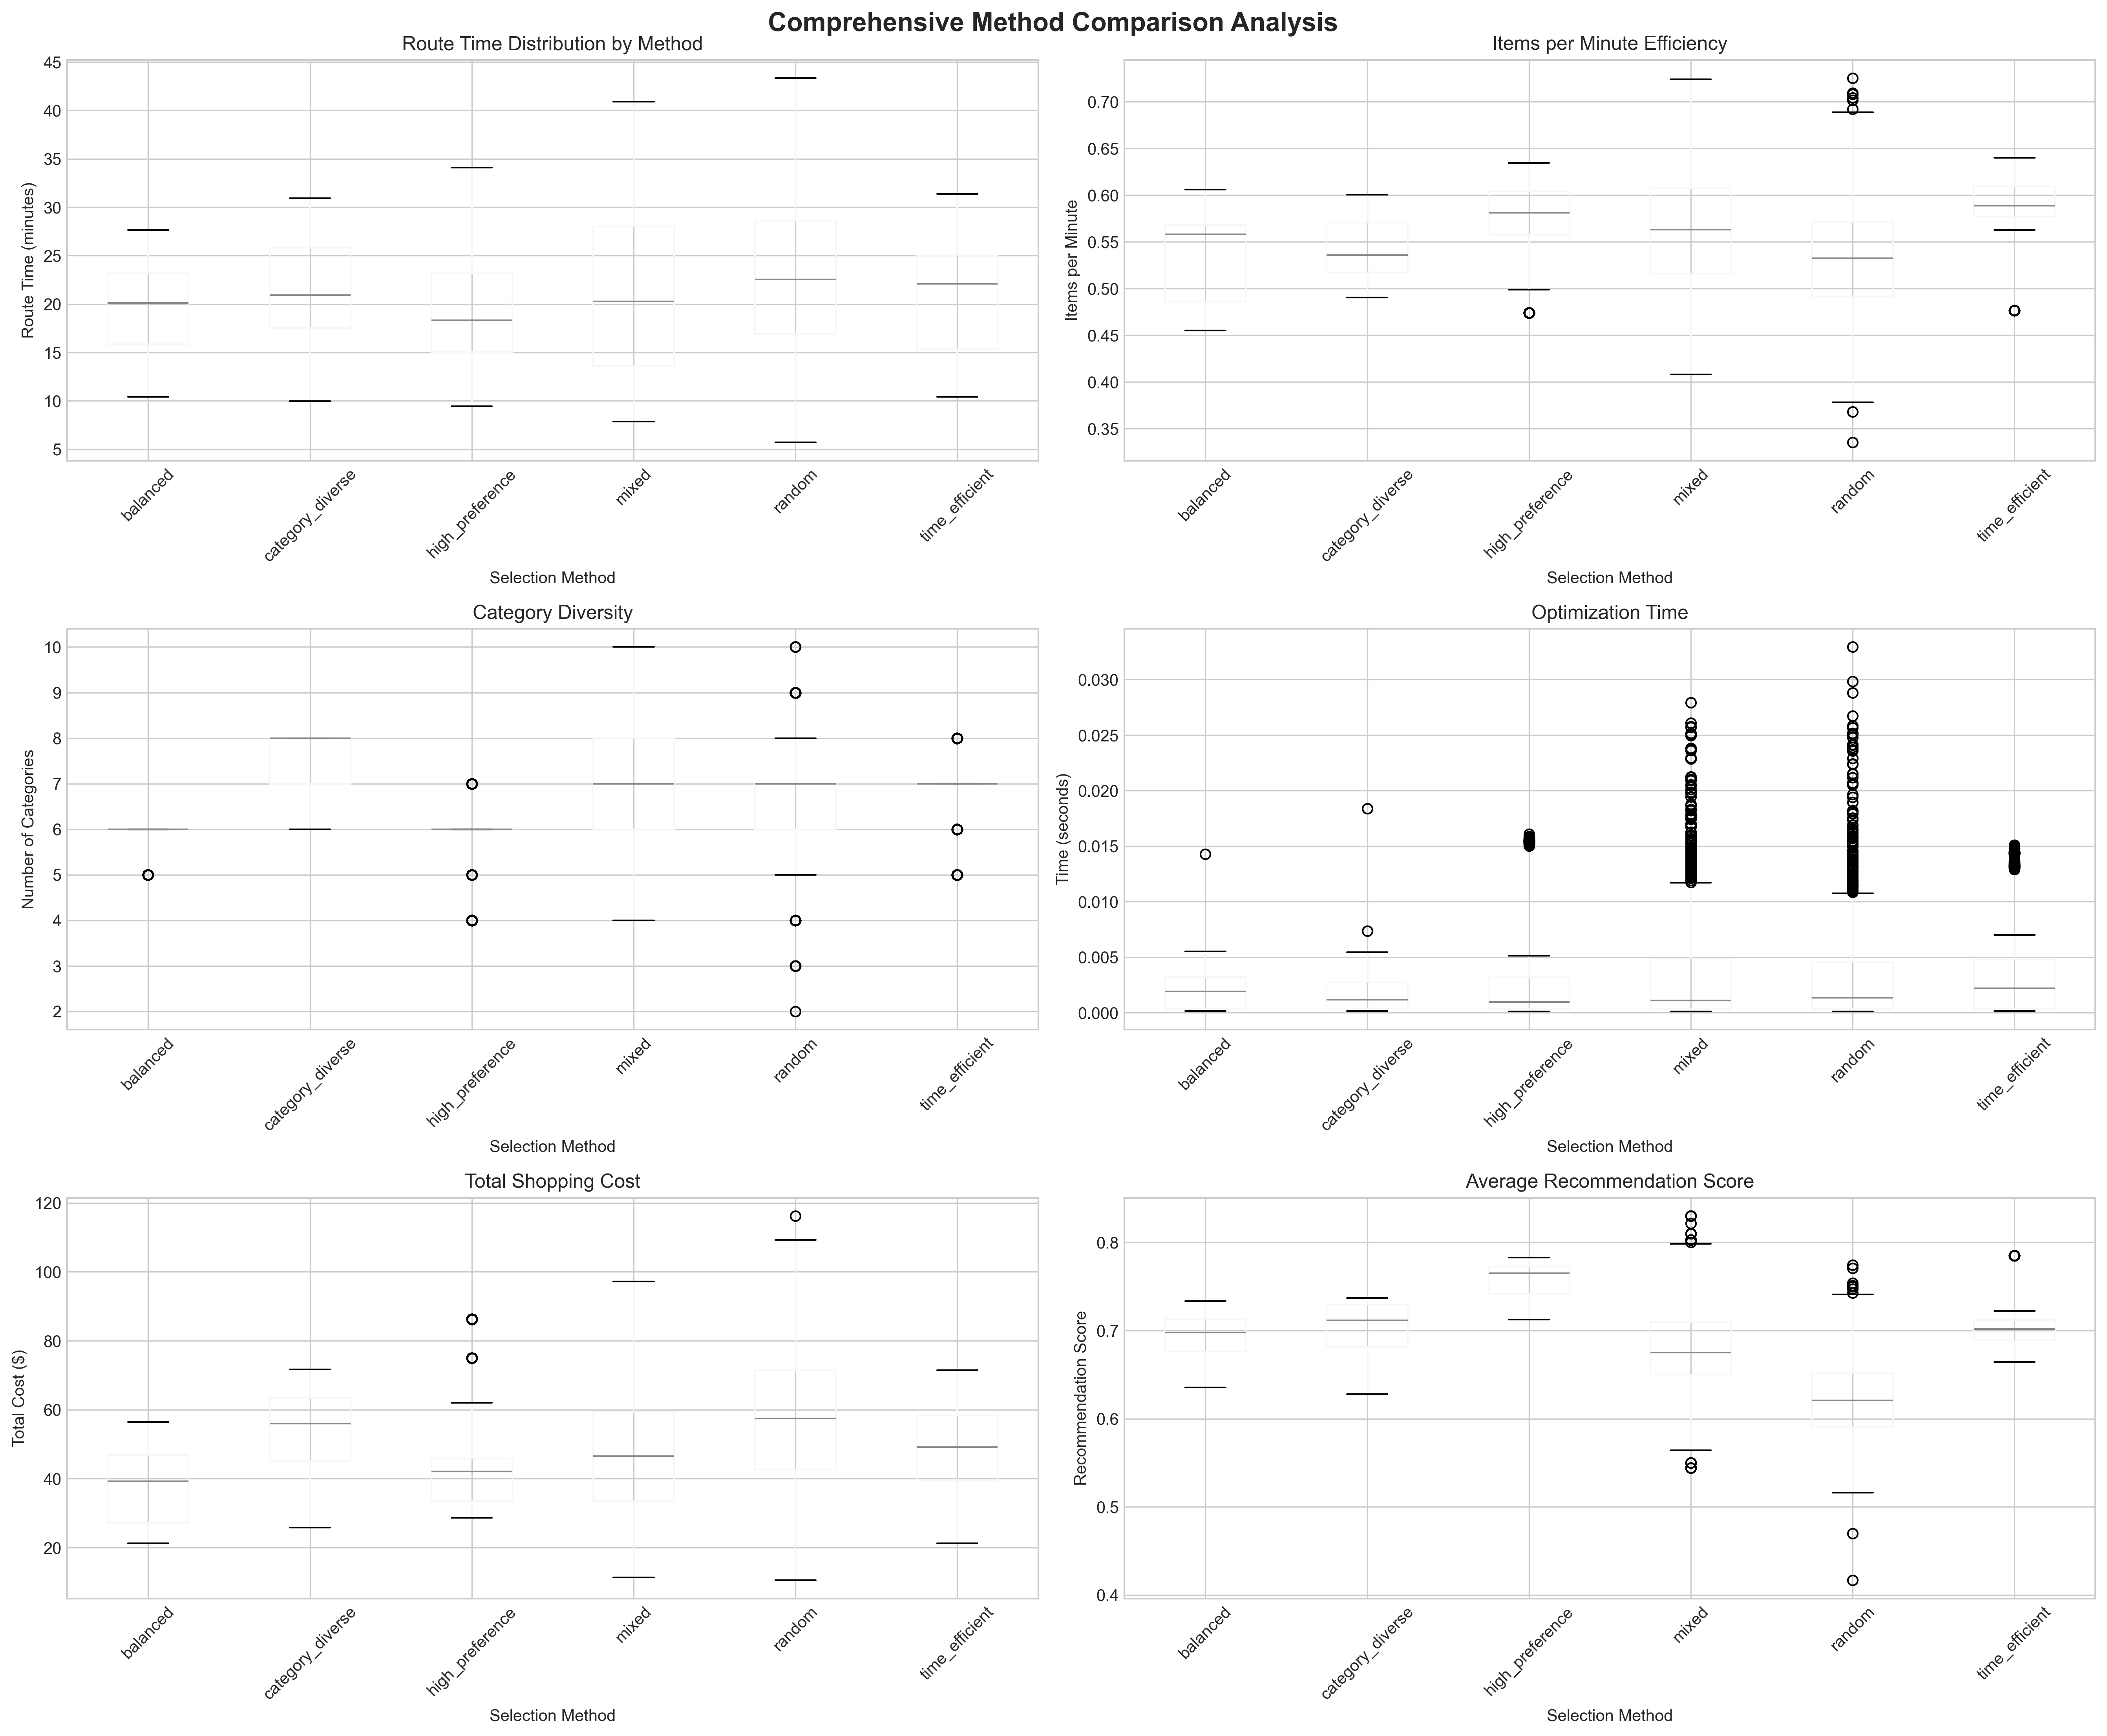 Comprehensive Method Comparison Analysis
Route Time Distribution by Method
Route Time (minutes)
45
40
35
30
25
20
15
10
5
balanced
category_diverse
high_preference
mixed
random
time_efficient
Selection Method
Items per Minute Efficiency
Items per Minute
0.70
0.65
0.60
0.55
0.50
0.45
0.40
0.35
balanced
category_diverse
high_preference
mixed
random
time_efficient
Selection Method
Category Diversity
Number of Categories
10
9
8
7
6
5
4
3
2
balanced
category_diverse
high_preference
mixed
random
time_efficient
Selection Method
Optimization Time
Time (seconds)
0.030
0.025
0.020
0.015
0.010
0.005
0.000
balanced
category_diverse
high_preference
mixed
random
time_efficient
Selection Method
Total Shopping Cost
Total Cost ($)
120
100
80
60
40
20
balanced
category_diverse
high_preference
mixed
random
time_efficient
Selection Method
Average Recommendation Score
Recommendation Score
0.8
0.7
0.6
0.5
0.4
balanced
category_diverse
high_preference
mixed
random
time_efficient
Selection Method